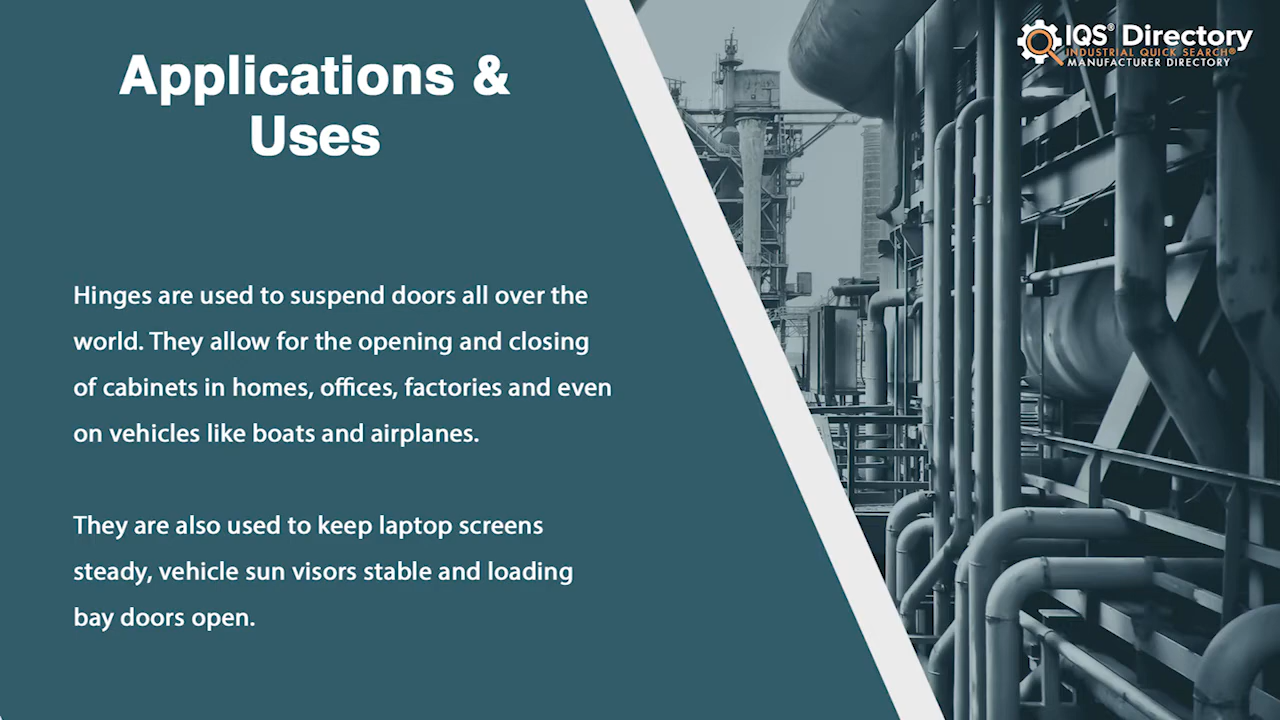 Applications &
Uses
IQS® Directory
INDUSTRIAL QUICK SEARCH®
MANUFACTURER DIRECTORY
Hinges are used to suspend doors all over the
world. They allow for the opening and closing
of cabinets in homes, offices, factories and even
on vehicles like boats and airplanes.
They are also used to keep laptop screens
steady, vehicle sun visors stable and loading
bay doors open.